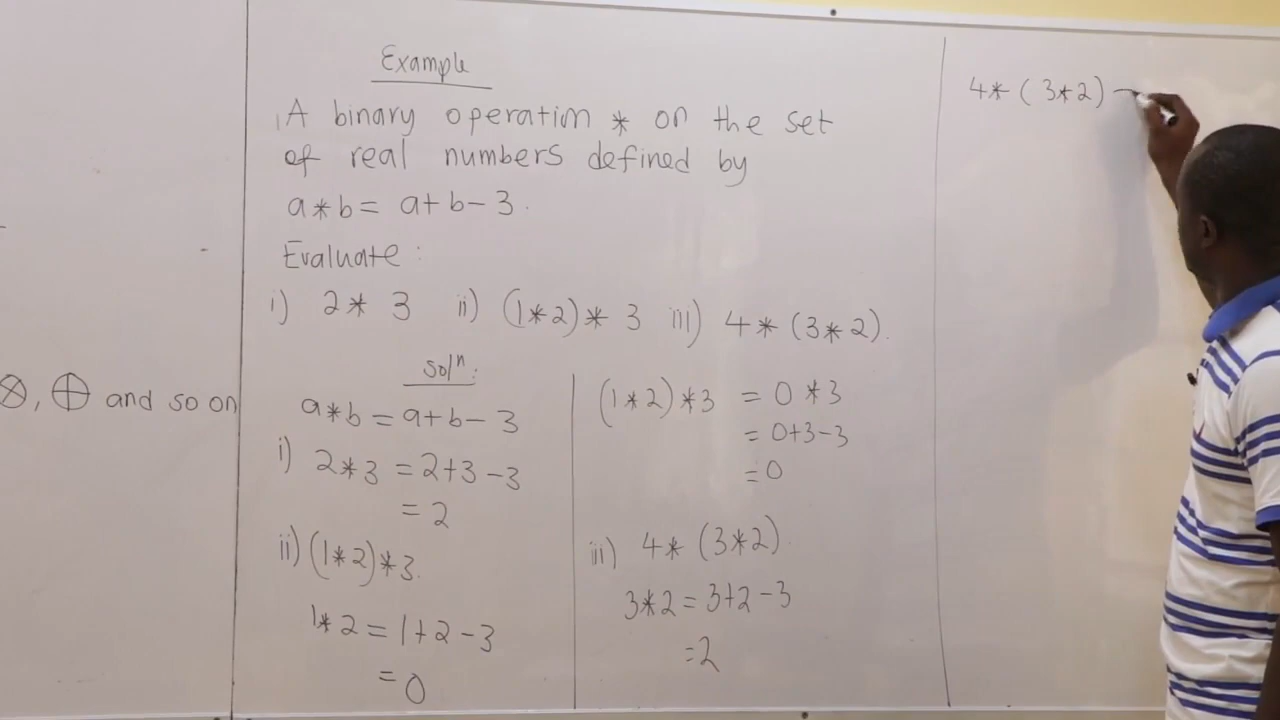 ⊗, ⊕ and so on
Example
A binary operation * on the set
of real numbers defined by
a*b = a+b-3.
Evaluate:
i) 2*3 ii) (1*2)*3 iii) 4*(3*2).
Solⁿ:
a*b = a+b-3
i) 2*3 = 2+3-3
= 2
ii) (1*2)*3.
1*2 = 1+2-3
= 0
(1*2)*3 = 0*3
= 0+3-3
= 0
iii) 4*(3*2).
3*2 = 3+2-3
= 2
4*(3*2)